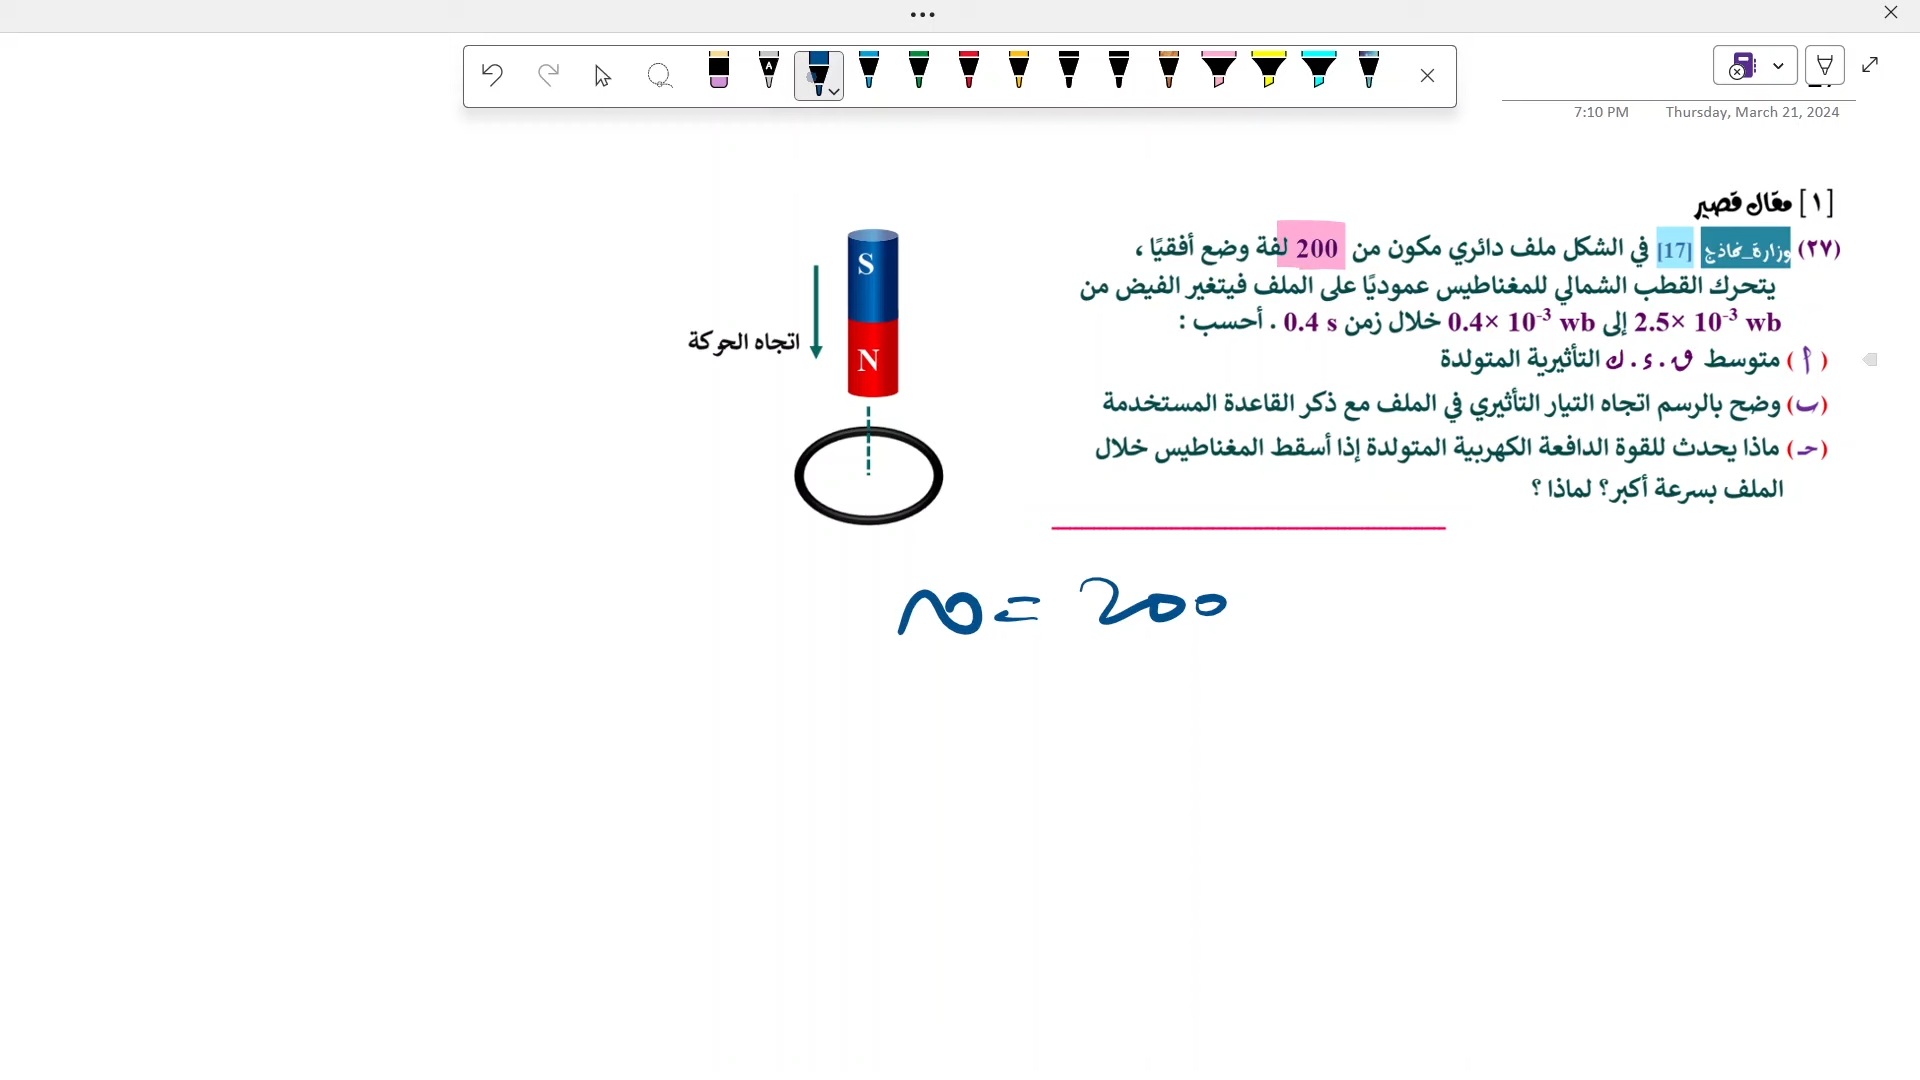 7:10 PM Thursday, March 21, 2024
[١] مقال قصير
(٢٧) وزارة_نماذج [17] في الشكل ملف دائري مكون من 200 لفة وضع أفقيًا ،
يتحرك القطب الشمالي للمغناطيس عموديًا على الملف فيتغير الفيض من
2.5× 10⁻³ wb إلى 0.4× 10⁻³ wb خلال زمن 0.4 s . أحسب :
(أ) متوسط ق . ء . ك التأثيرية المتولدة
(ب) وضح بالرسم اتجاه التيار التأثيري في الملف مع ذكر القاعدة المستخدمة
(حـ) ماذا يحدث للقوة الدافعة الكهربية المتولدة إذا أسقط المغناطيس خلال
الملف بسرعة أكبر؟ لماذا ؟
S
اتجاه الحركة
N
N = 200